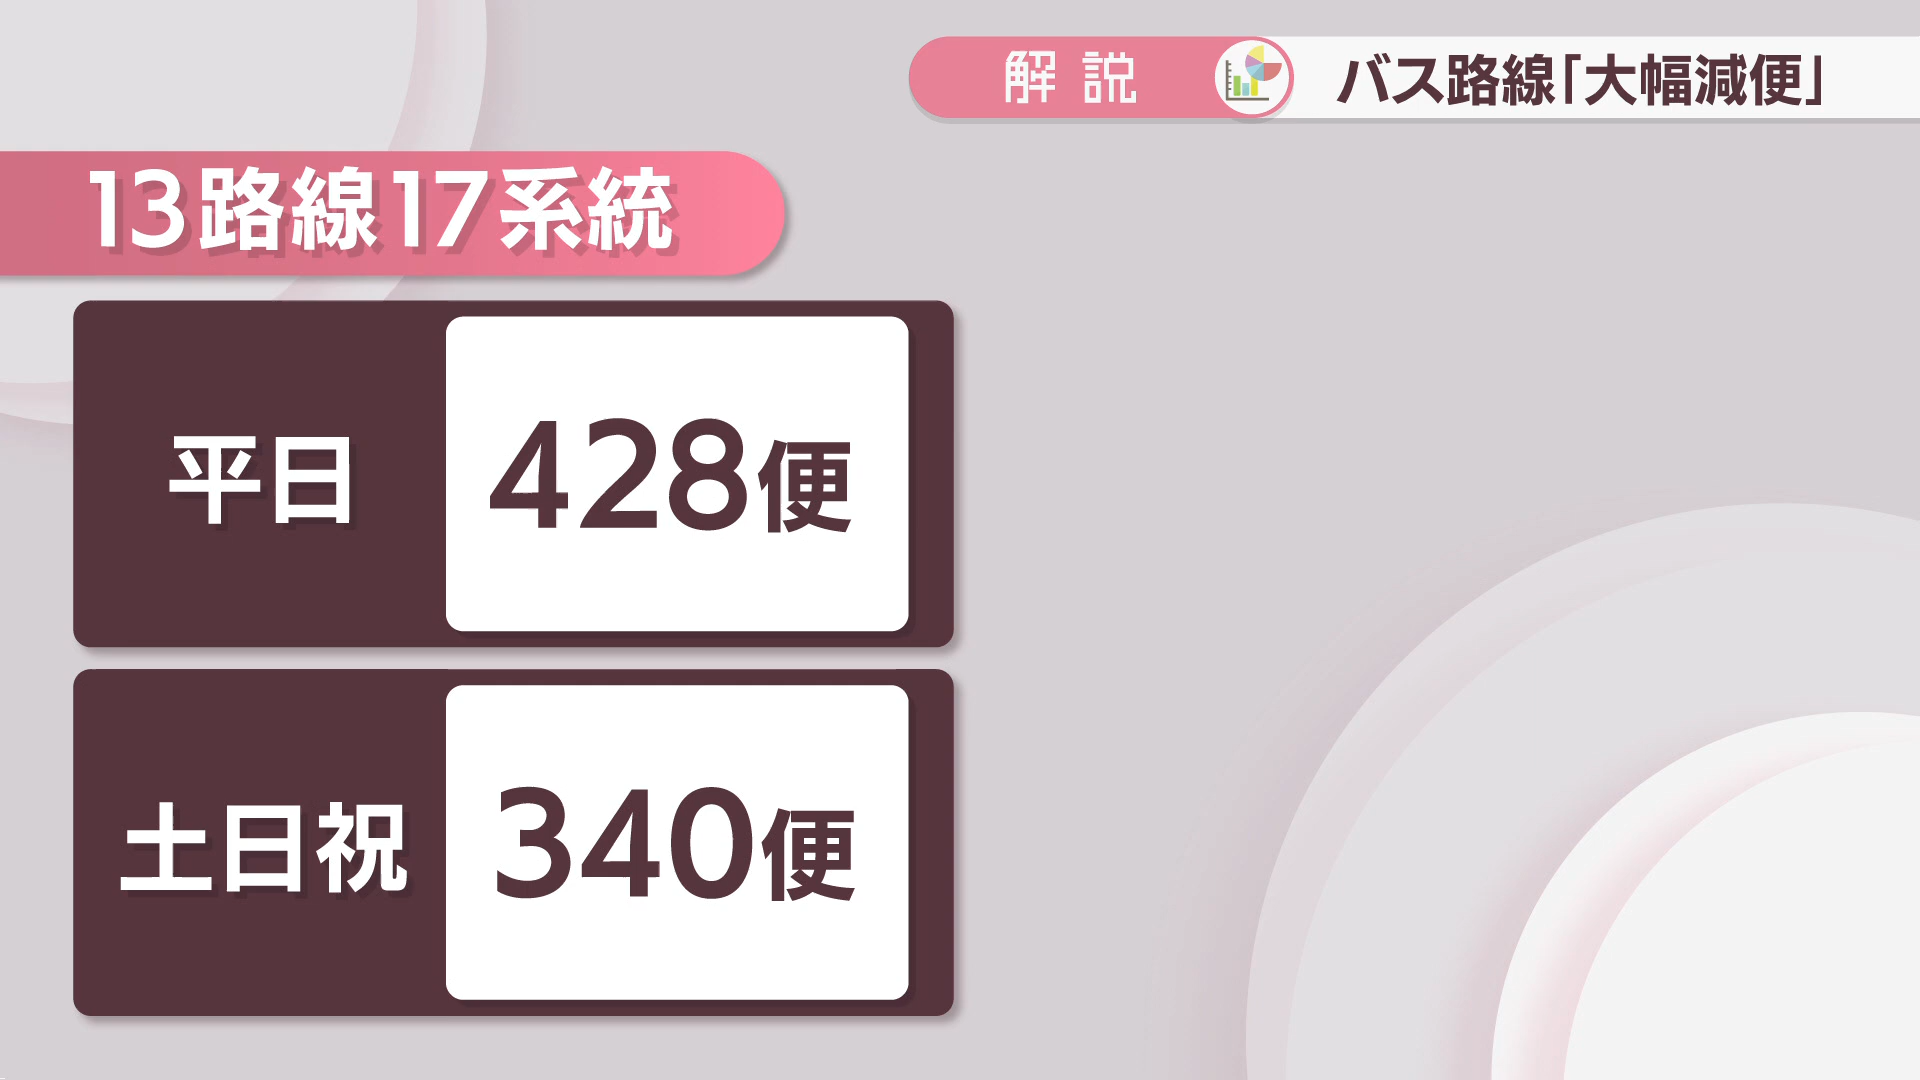 解説
バス路線「大幅減便」
13路線17系統
平日
428便
土日祝
340便